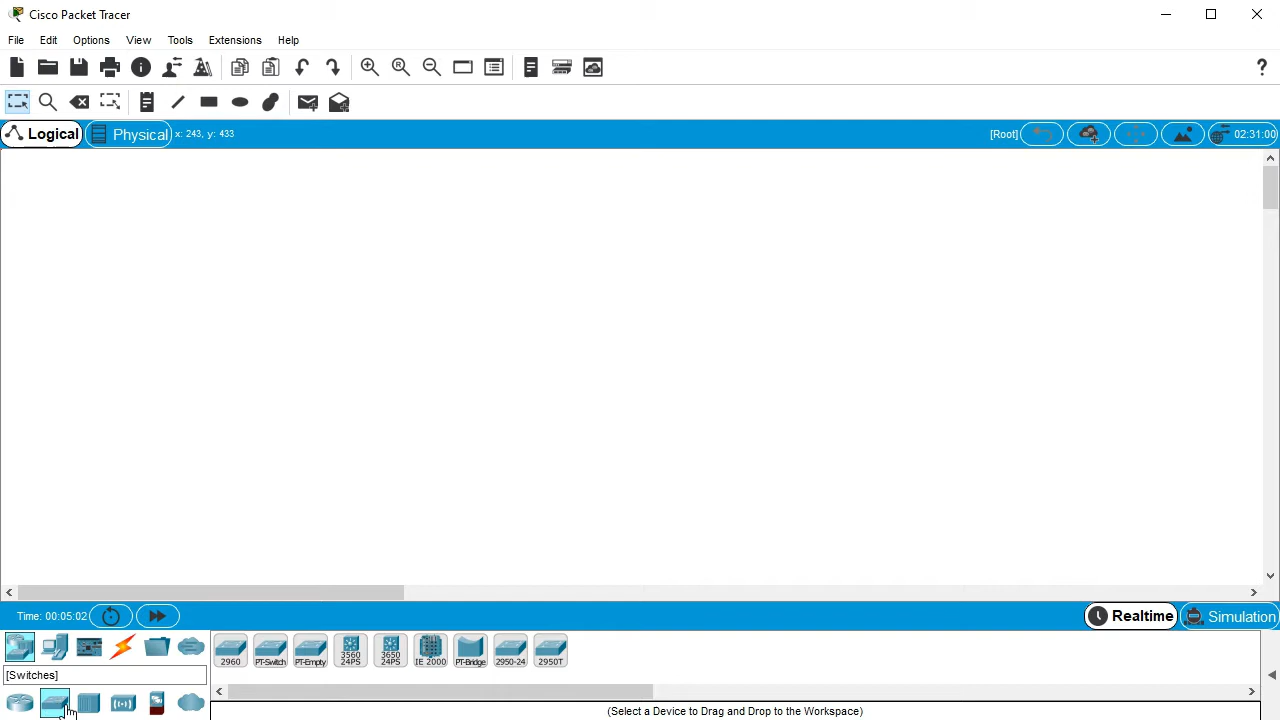 Cisco Packet Tracer
File Edit Options View Tools Extensions Help
R
?
Logical Physical x: 243, y: 433 [Root] 02:31:00
Time: 00:05:02 Realtime Simulation
2960 PT-Switch PT-Empty 3560 24PS 3650 24PS IE 2000 PT-Bridge 2950-24 2950T
[Switches]
(Select a Device to Drag and Drop to the Workspace)